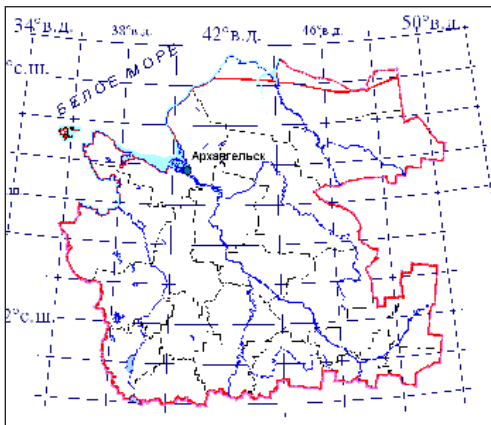 34°в.д.
38°в.д.
42°в.д.
46°в.д.
50°в.д.
°с.ш.
БЕЛОЕ МОРЕ
Архангельск
ш
2°с.ш.